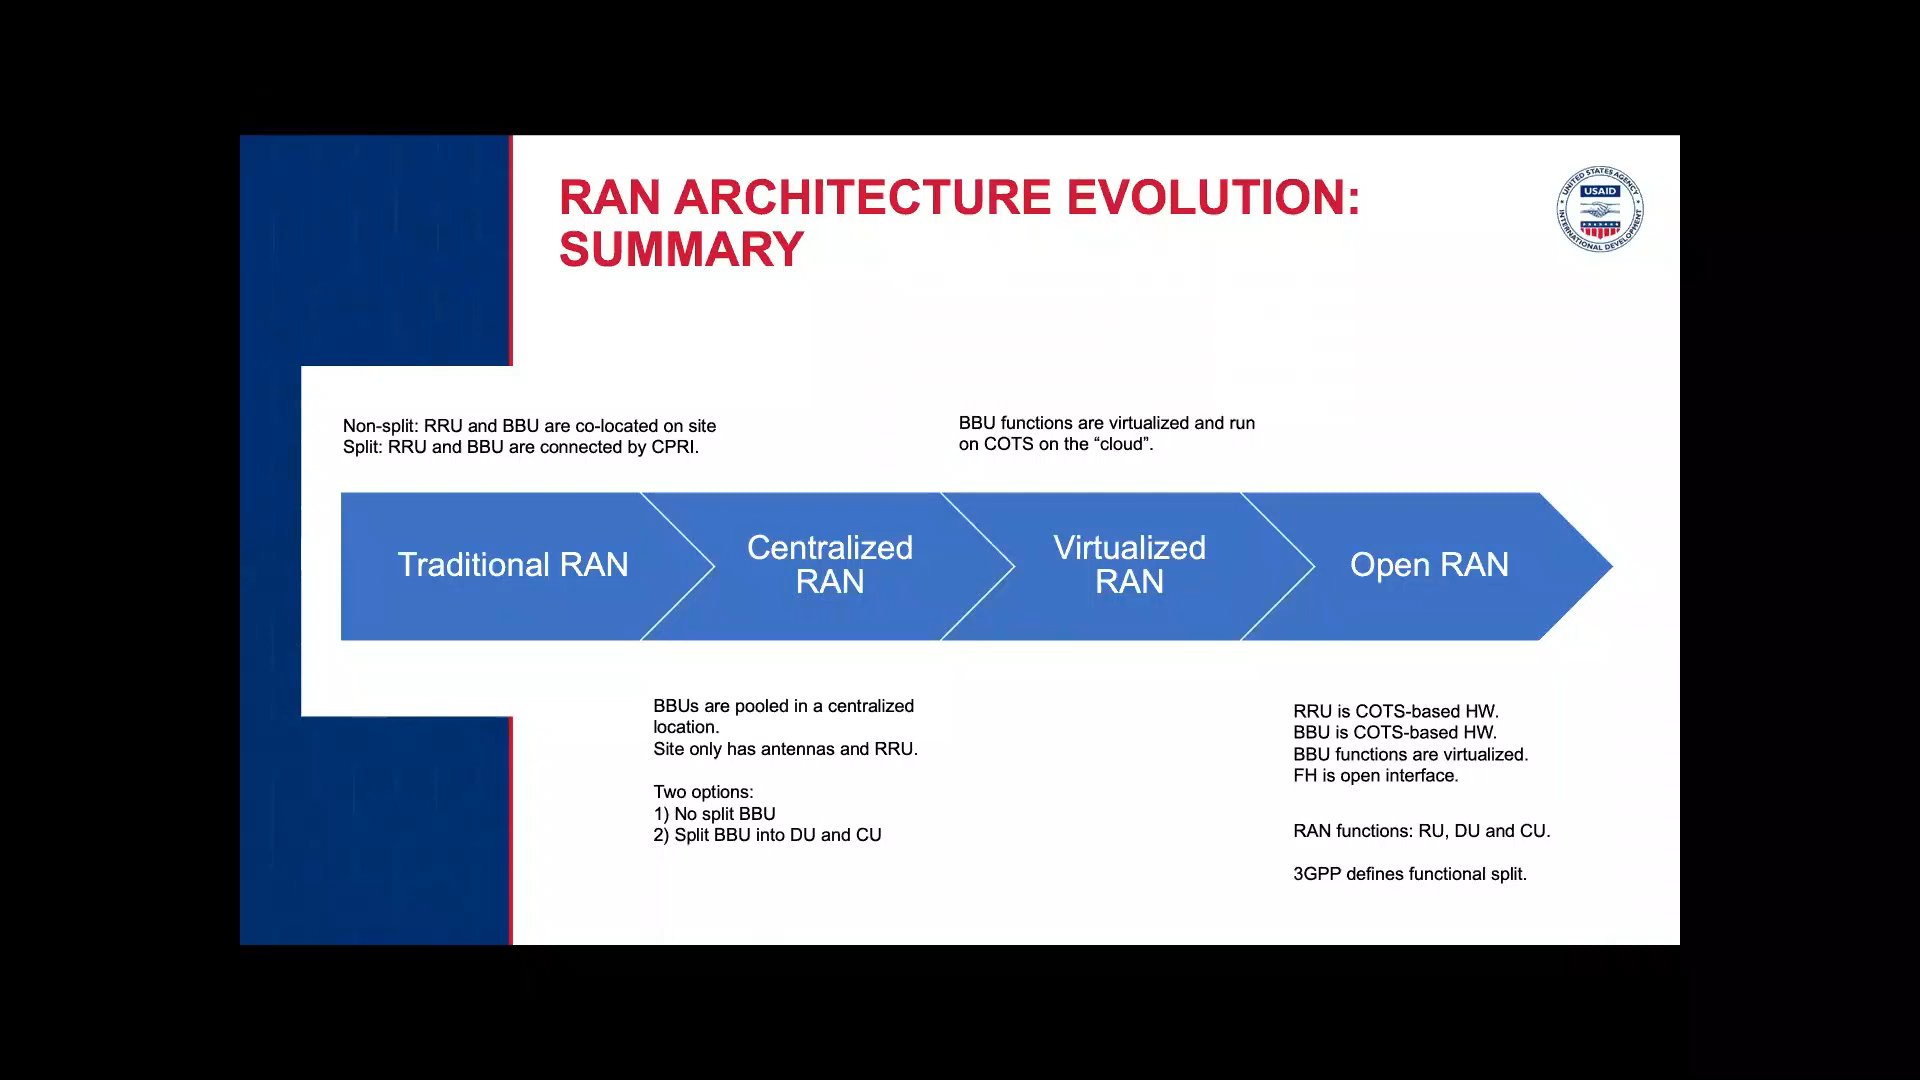 RAN ARCHITECTURE EVOLUTION:
SUMMARY
UNITED STATES AGENCY
USAID
INTERNATIONAL DEVELOPMENT
Non-split: RRU and BBU are co-located on site
Split: RRU and BBU are connected by CPRI.
BBU functions are virtualized and run
on COTS on the “cloud”.
Traditional RAN
Centralized
RAN
Virtualized
RAN
Open RAN
BBUs are pooled in a centralized
location.
Site only has antennas and RRU.
Two options:
1) No split BBU
2) Split BBU into DU and CU
RRU is COTS-based HW.
BBU is COTS-based HW.
BBU functions are virtualized.
FH is open interface.
RAN functions: RU, DU and CU.
3GPP defines functional split.